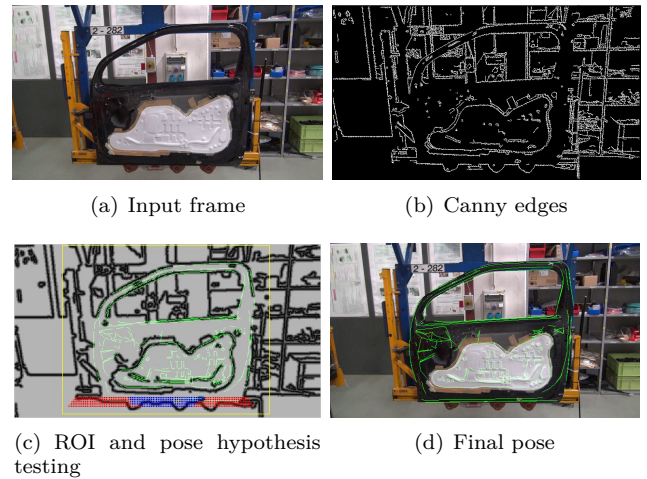 2 - 262
(a) Input frame
(b) Canny edges
2 - 262
(c) ROI and pose hypothesis
testing
(d) Final pose